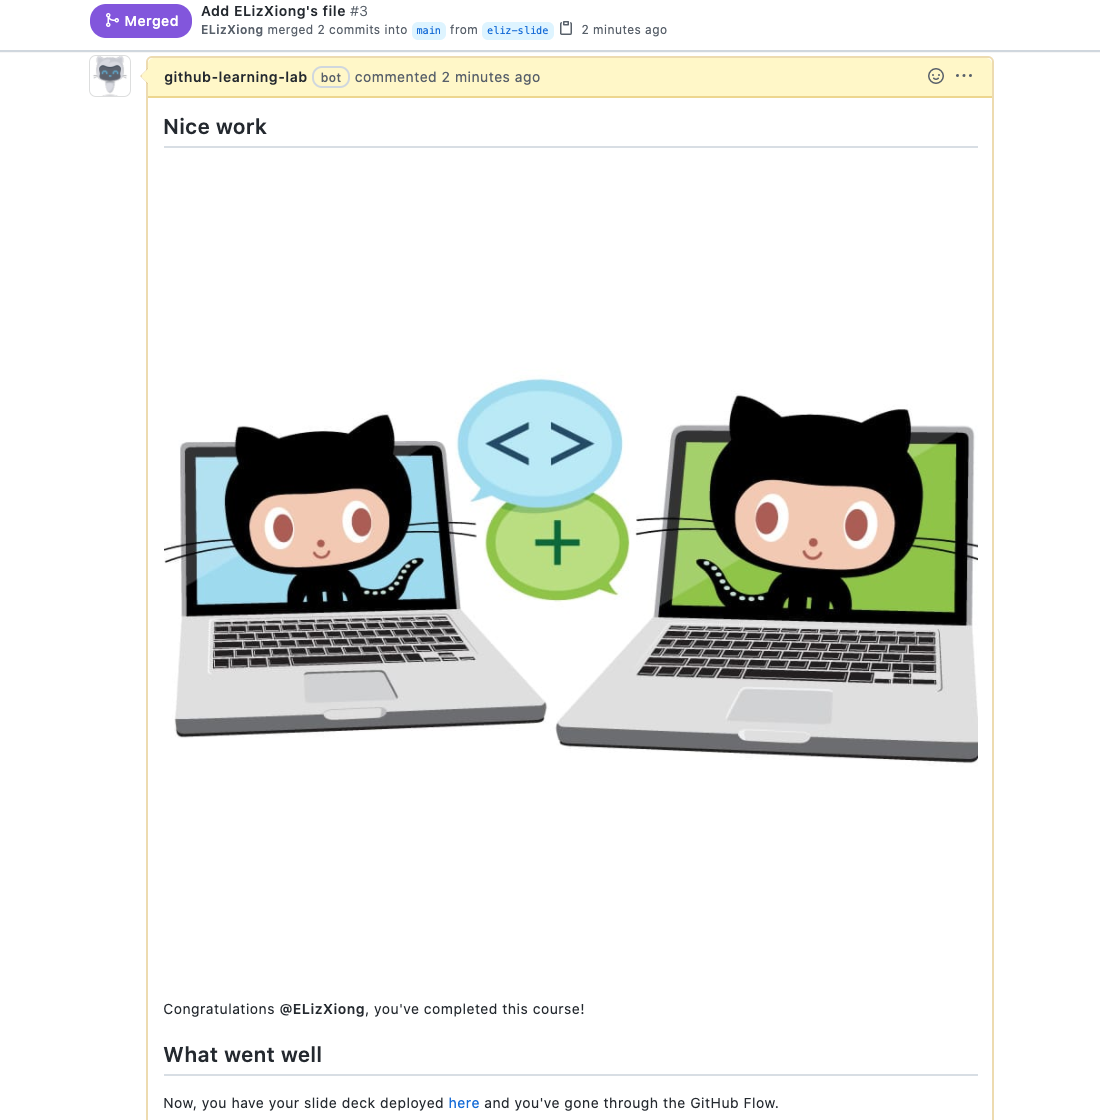 Merged
Add ELizXiong's file #3
ELizXiong merged 2 commits into main from eliz-slide 2 minutes ago
github-learning-lab bot commented 2 minutes ago
Nice work
< >
+
Congratulations @ELizXiong, you've completed this course!
What went well
Now, you have your slide deck deployed here and you've gone through the GitHub Flow.